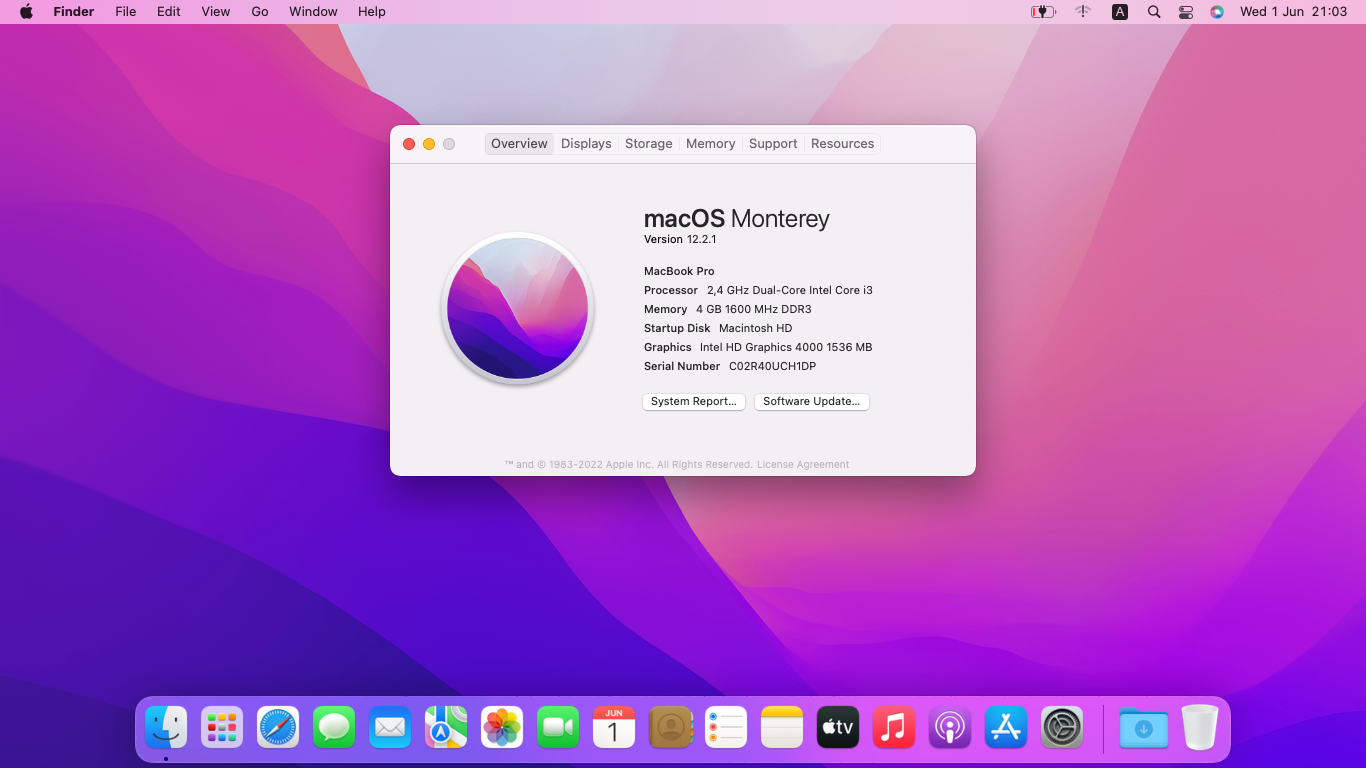 Finder File Edit View Go Window Help A Wed 1 Jun 21:03
Overview Displays Storage Memory Support Resources
macOS Monterey
Version 12.2.1
MacBook Pro
Processor 2,4 GHz Dual-Core Intel Core i3
Memory 4 GB 1600 MHz DDR3
Startup Disk Macintosh HD
Graphics Intel HD Graphics 4000 1536 MB
Serial Number C02R40UCH1DP
System Report... Software Update...
™ and © 1983-2022 Apple Inc. All Rights Reserved. License Agreement
JUN
1
tv